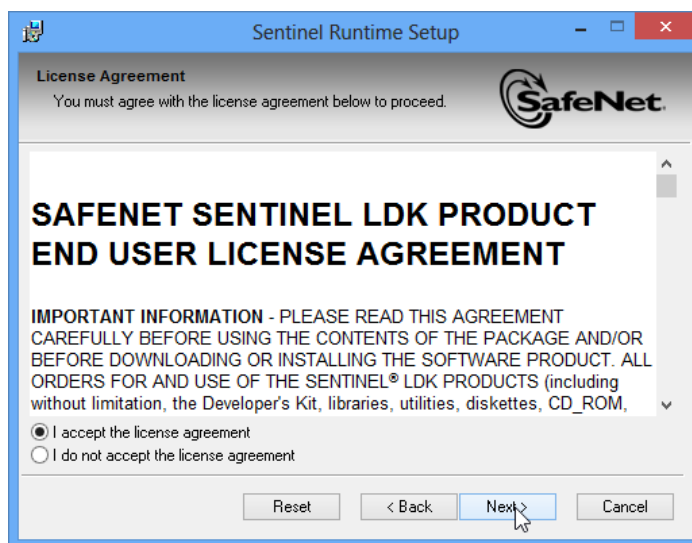 Sentinel Runtime Setup
License Agreement
You must agree with the license agreement below to proceed.
SafeNet.
SAFENET SENTINEL LDK PRODUCT
END USER LICENSE AGREEMENT
IMPORTANT INFORMATION - PLEASE READ THIS AGREEMENT
CAREFULLY BEFORE USING THE CONTENTS OF THE PACKAGE AND/OR
BEFORE DOWNLOADING OR INSTALLING THE SOFTWARE PRODUCT. ALL
ORDERS FOR AND USE OF THE SENTINEL® LDK PRODUCTS (including
without limitation, the Developer's Kit, libraries, utilities, diskettes, CD_ROM,
I accept the license agreement
I do not accept the license agreement
Reset
< Back
Next >
Cancel